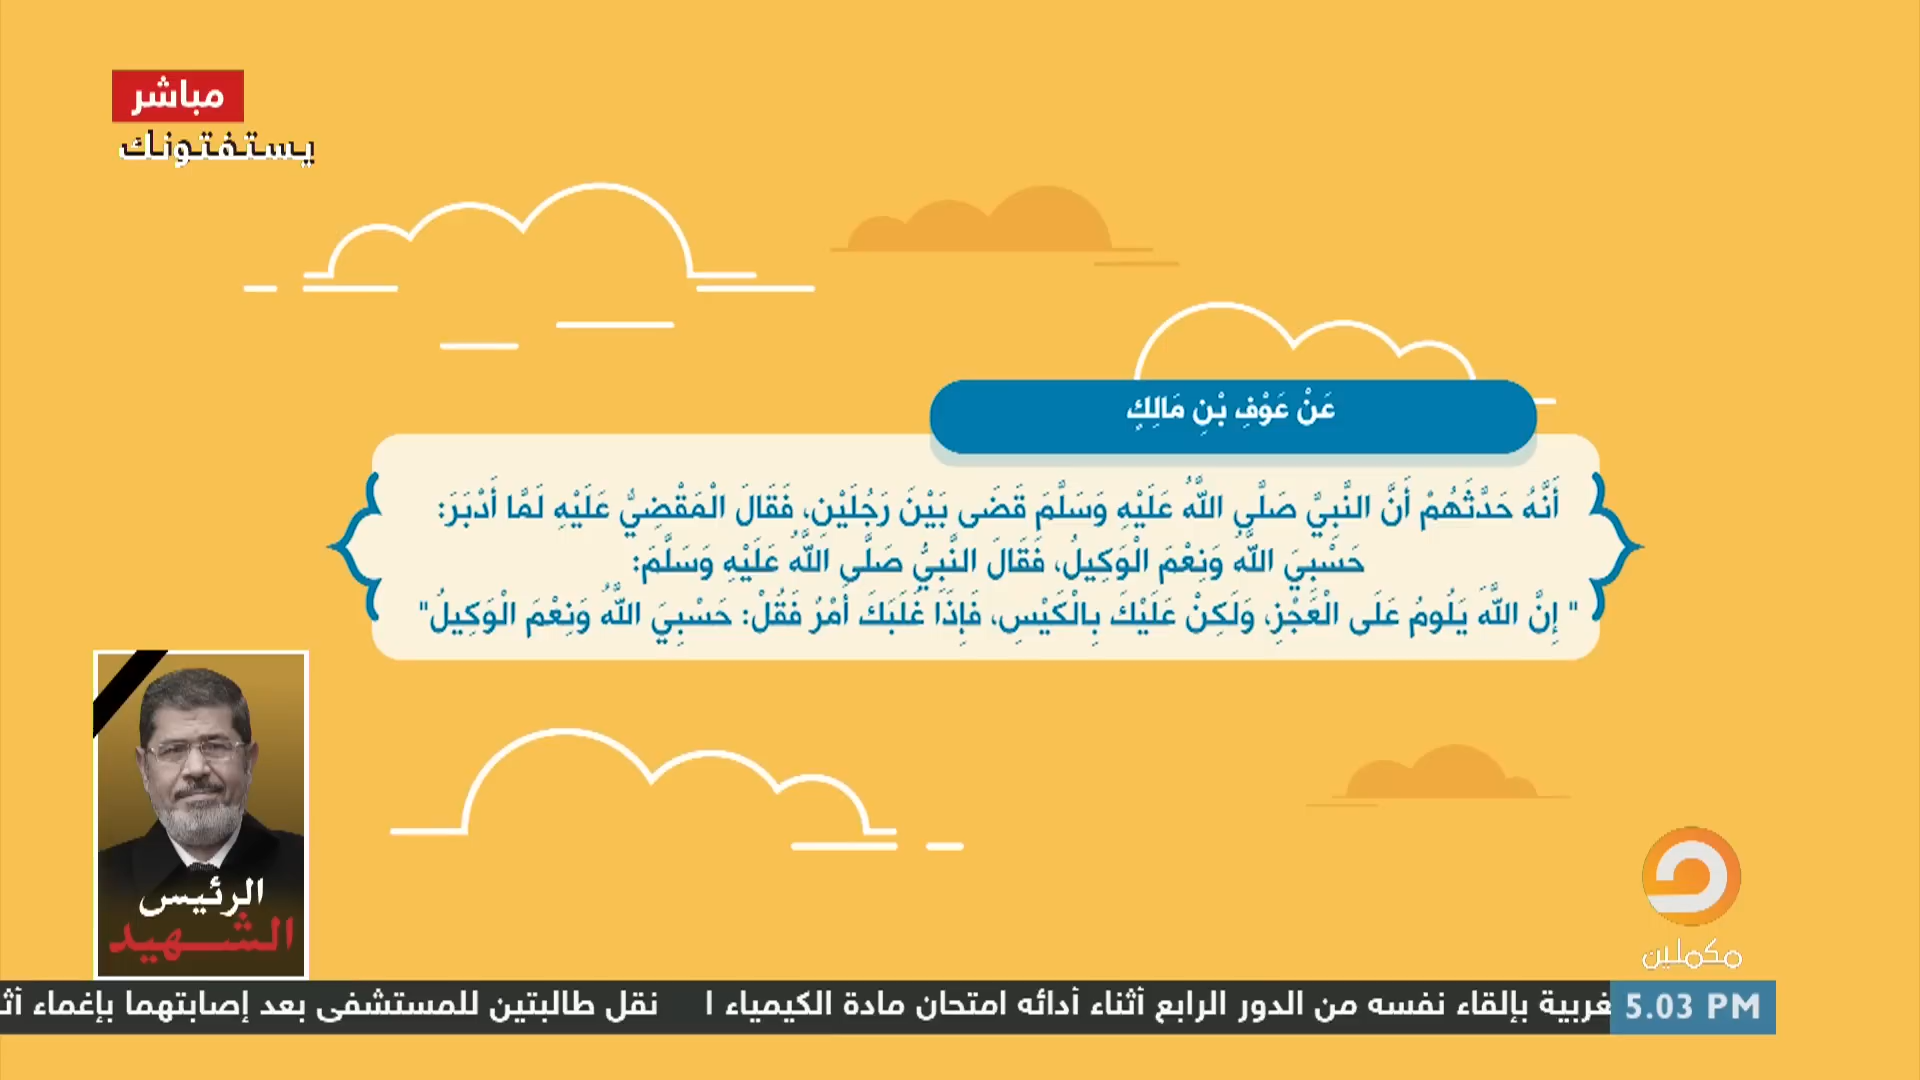 مباشر
يستفتونك
عَنْ عَوْفِ بْنِ مَالِكٍ
أَنَّهُ حَدَّثَهُمْ أَنَّ النَّبِيَّ صَلَّى اللَّهُ عَلَيْهِ وَسَلَّمَ قَضَى بَيْنَ رَجُلَيْنِ، فَقَالَ الْمَقْضِيُّ عَلَيْهِ لَمَّا أَدْبَرَ:
حَسْبِيَ اللَّهُ وَنِعْمَ الْوَكِيلُ، فَقَالَ النَّبِيُّ صَلَّى اللَّهُ عَلَيْهِ وَسَلَّمَ:
" إِنَّ اللَّهَ يَلُومُ عَلَى الْعَجْزِ، وَلَكِنْ عَلَيْكَ بِالْكَيْسِ، فَإِذَا غَلَبَكَ أَمْرٌ فَقُلْ: حَسْبِيَ اللَّهُ وَنِعْمَ الْوَكِيلُ"
الرئيس
الشهيد
مكملين
غربية بإلقاء نفسه من الدور الرابع أثناء أدائه امتحان مادة الكيمياء ا نقل طالبتين للمستشفى بعد إصابتهما بإغماء
5.03 PM